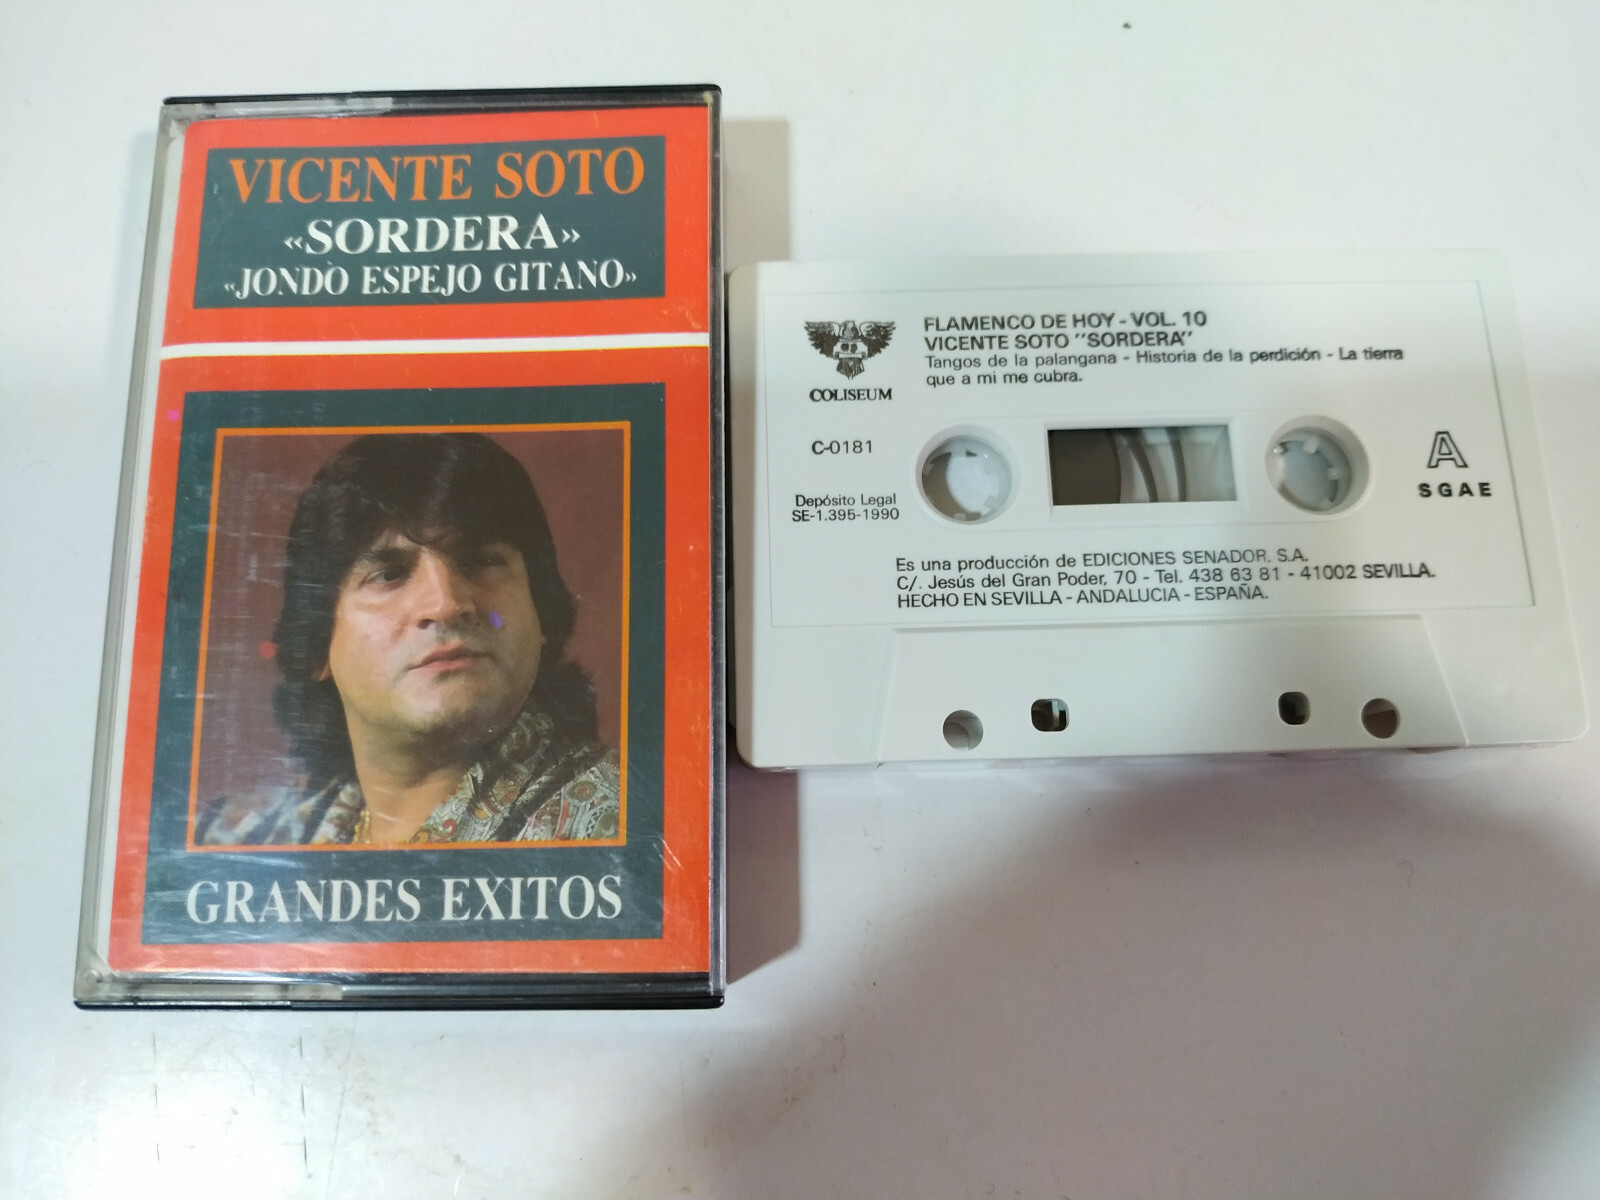 VICENTE SOTO
«SORDERA»
«JONDO ESPEJO GITANO»
GRANDES EXITOS
COLISEUM
FLAMENCO DE HOY - VOL. 10
VICENTE SOTO "SORDERA"
Tangos de la palangana - Historia de la perdición - La tierra
que a mi me cubra.
C-0181
Depósito Legal
SE-1.395-1990
A
SGAE
Es una producción de EDICIONES SENADOR, S.A.
C/. Jesús del Gran Poder, 70 - Tel. 438 63 81 - 41002 SEVILLA.
HECHO EN SEVILLA - ANDALUCIA - ESPAÑA.